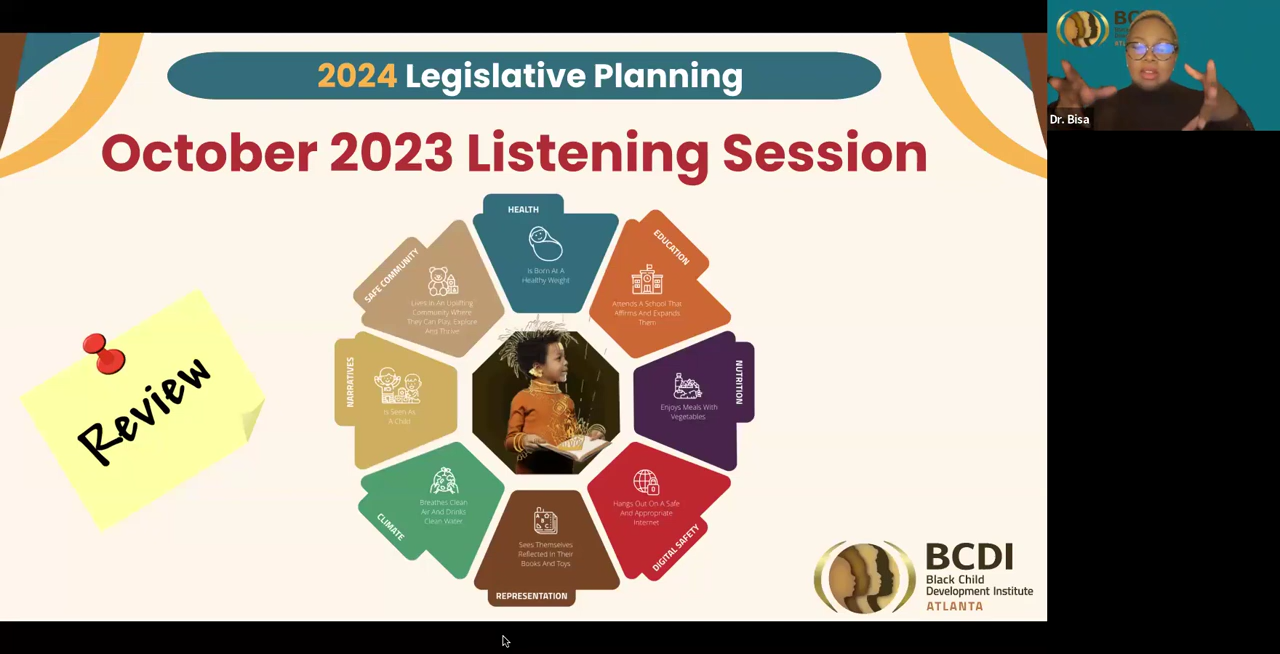 2024 Legislative Planning
October 2023 Listening Session
HEALTH
Is Born At A
Healthy Weight
EDUCATION
Attends A School That
Affirms And Expands
Them
NUTRITION
Enjoys Meals With
Vegetables
DIGITAL SAFETY
Hangs Out On A Safe
And Appropriate
Internet
REPRESENTATION
Sees Themselves
Reflected In Their
Books And Toys
CLIMATE
Breathes Clean
Air And Drinks
Clean Water
NARRATIVES
Is Seen As
A Child
SAFE COMMUNITY
Lives In An Uplifting
Community Where
They Can Play, Explore
And Thrive
Review
BCDI
Black Child
Development Institute
ATLANTA
Dr. Bisa